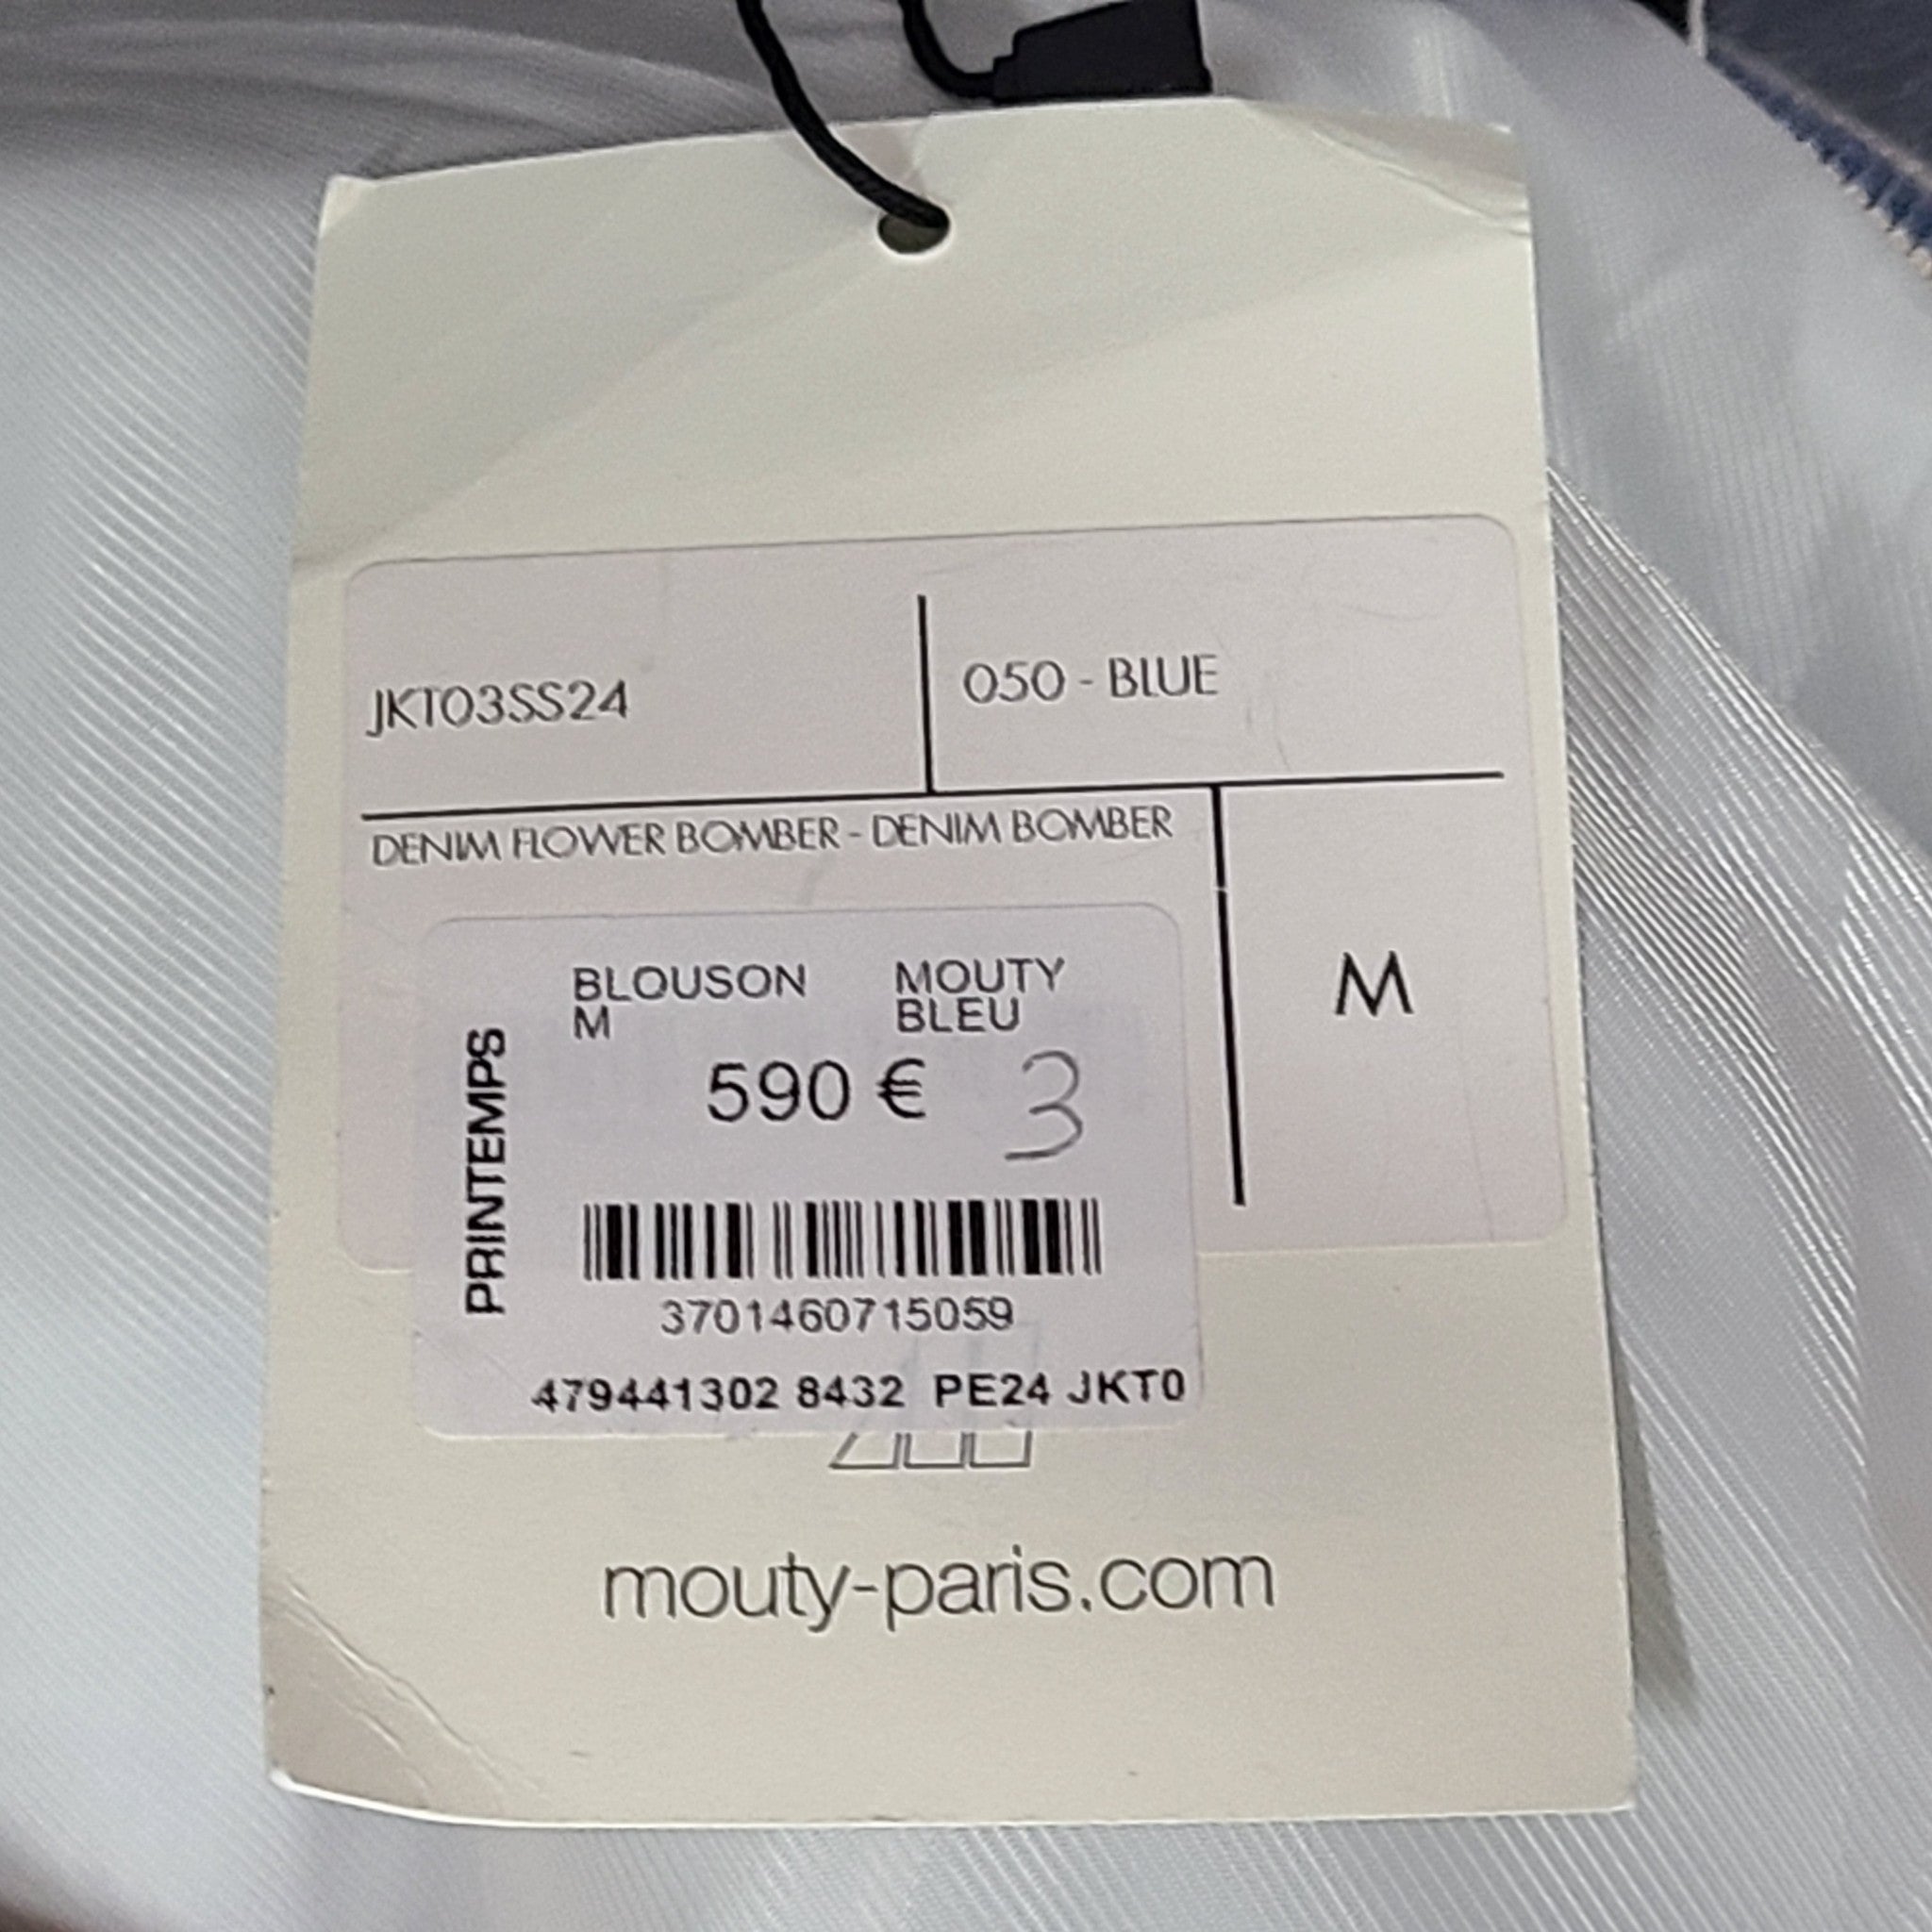 JKT03SS24
050 - BLUE
DENIM FLOWER BOMBER - DENIM BOMBER
M
BLOUSON MOUTY
M BLEU
590 € 3
PRINTEMPS
3701460715059
479441302 8432 PE24 JKT0
mouty-paris.com